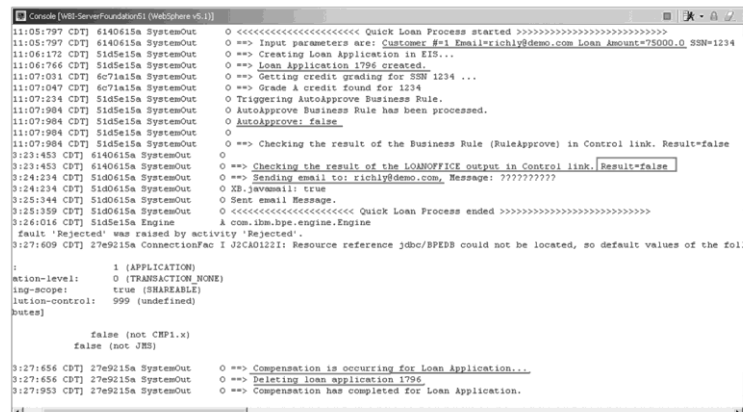 Console [WBI-ServerFoundation51 (WebSphere v5.1)]
11:05:797 CDT] 6140615a SystemOut O <<<<<<<<<<<<<<<<<<<<<<< Quick Loan Process started >>>>>>>>>>>>>>>>>>>>>>>>>>>>
11:05:797 CDT] 6140615a SystemOut O ==> Input parameters are: Customer #=1 Email=richly@demo.com Loan Amount=75000.0 SSN=1234
11:06:172 CDT] 51d5e15a SystemOut O ==> Creating Loan Application in EIS...
11:06:766 CDT] 51d5e15a SystemOut O ==> Loan Application 1796 created.
11:07:031 CDT] 6c71a15a SystemOut O ==> Getting credit grading for SSN 1234 ...
11:07:047 CDT] 6c71a15a SystemOut O ==> Grade A credit found for 1234
11:07:234 CDT] 51d5e15a SystemOut O Triggering AutoApprove Business Rule.
11:07:984 CDT] 51d5e15a SystemOut O AutoApprove Business Rule has been processed.
11:07:984 CDT] 51d5e15a SystemOut O AutoApprove: false
11:07:984 CDT] 51d5e15a SystemOut O
11:07:984 CDT] 51d5e15a SystemOut O ==> Checking the result of the Business Rule (RuleApprove) in Control link. Result=false
3:23:453 CDT] 6140615a SystemOut O
3:23:453 CDT] 6140615a SystemOut O ==> Checking the result of the LOANOFFICE output in Control link. Result=false
3:24:234 CDT] 51d0615a SystemOut O ==> Sending email to: richly@demo.com, Message: ??????????
3:24:234 CDT] 51d0615a SystemOut O XB.javamail: true
3:25:344 CDT] 51d0615a SystemOut O Sent email Message.
3:25:359 CDT] 51d0615a SystemOut O <<<<<<<<<<<<<<<<<<<<<< Quick Loan Process ended >>>>>>>>>>>>>>>>>>>>>>>>>>>
3:26:016 CDT] 51d5e15a Engine A com.ibm.bpe.engine.Engine
fault 'Rejected' was raised by activity 'Rejected'.
3:27:609 CDT] 27e9215a ConnectionFac I J2CA0122I: Resource reference jdbc/BPEDB could not be located, so default values of the fol
: 1 (APPLICATION)
ation-level: 0 (TRANSACTION_NONE)
ing-scope: true (SHAREABLE)
lution-control: 999 (undefined)
butes]
false (not CMP1.x)
false (not JMS)
3:27:656 CDT] 27e9215a SystemOut O ==> Compensation is occurring for Loan Application...
3:27:656 CDT] 27e9215a SystemOut O ==> Deleting loan application 1796
3:27:953 CDT] 27e9215a SystemOut O ==> Compensation has completed for Loan Application.